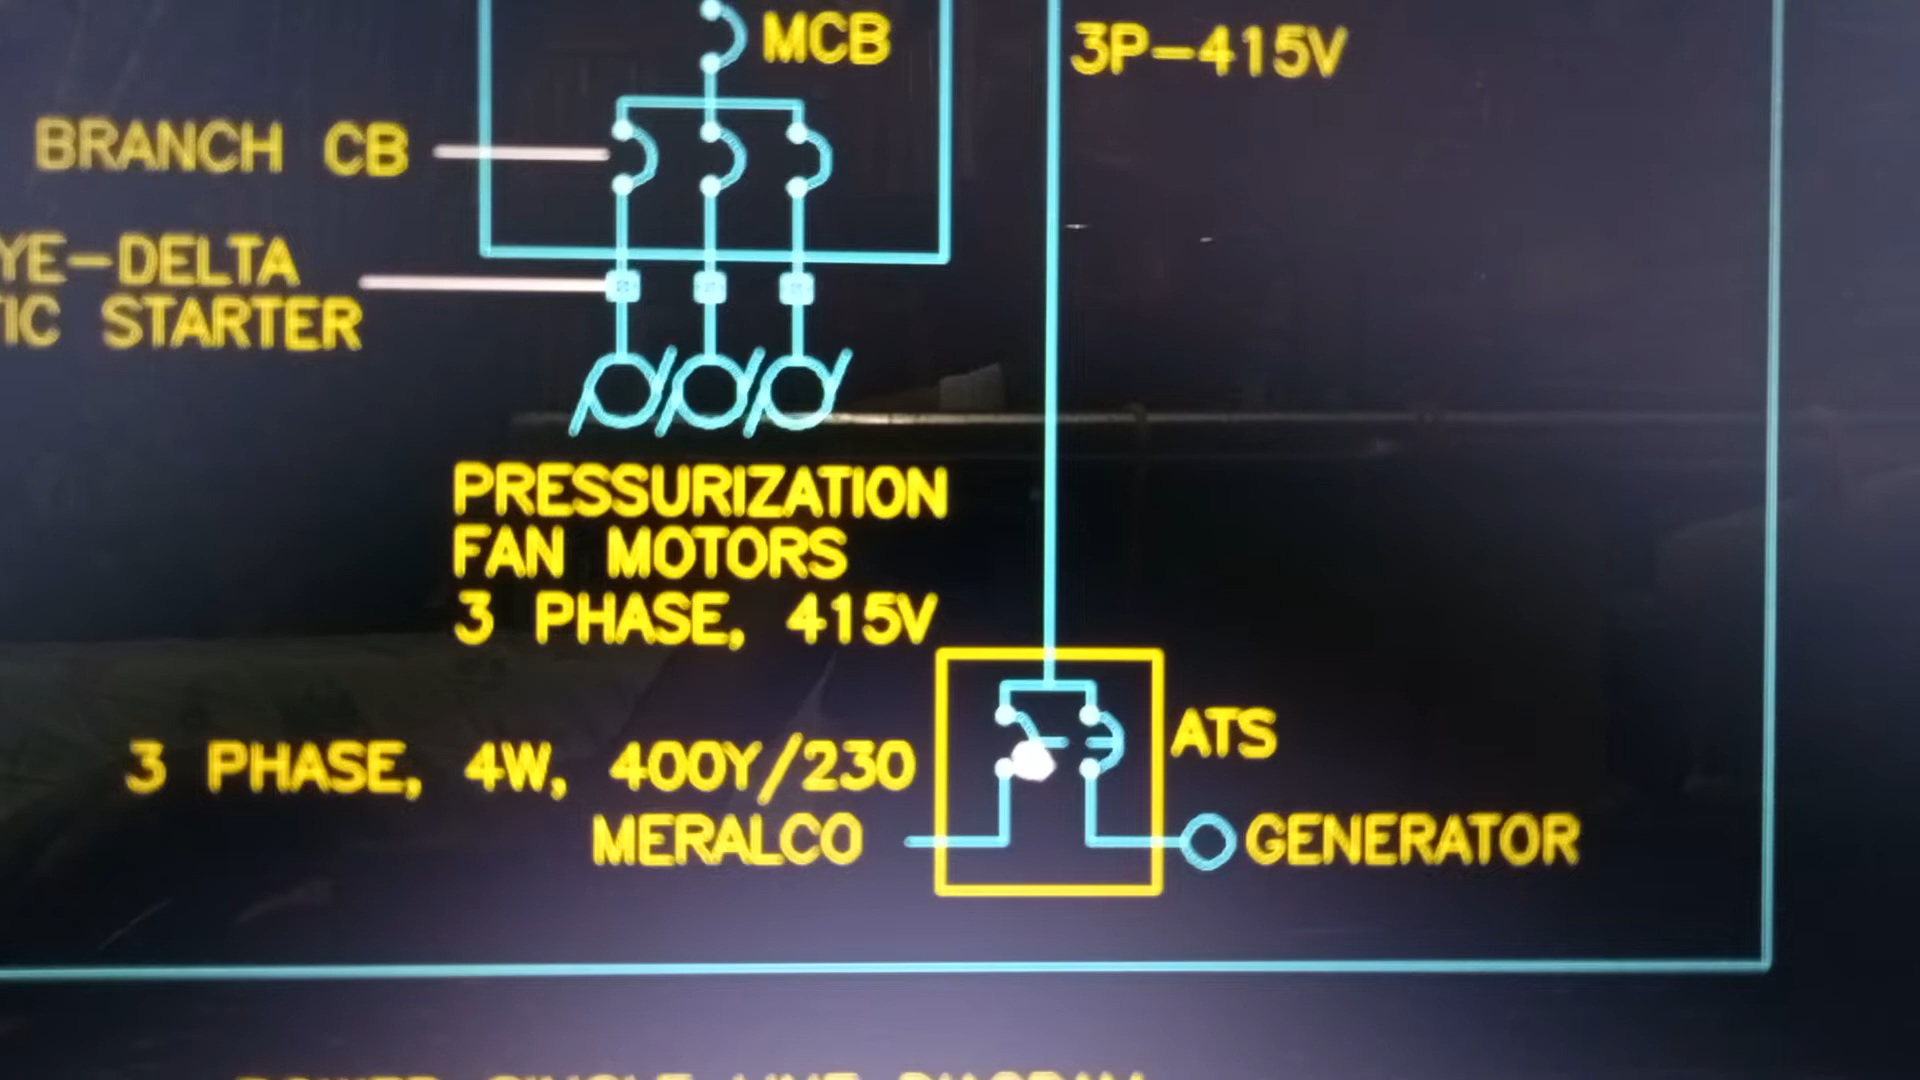 MCB
3P-415V
BRANCH CB
YE-DELTA
TIC STARTER
PRESSURIZATION
FAN MOTORS
3 PHASE, 415V
ATS
3 PHASE, 4W, 400Y/230
MERALCO
GENERATOR